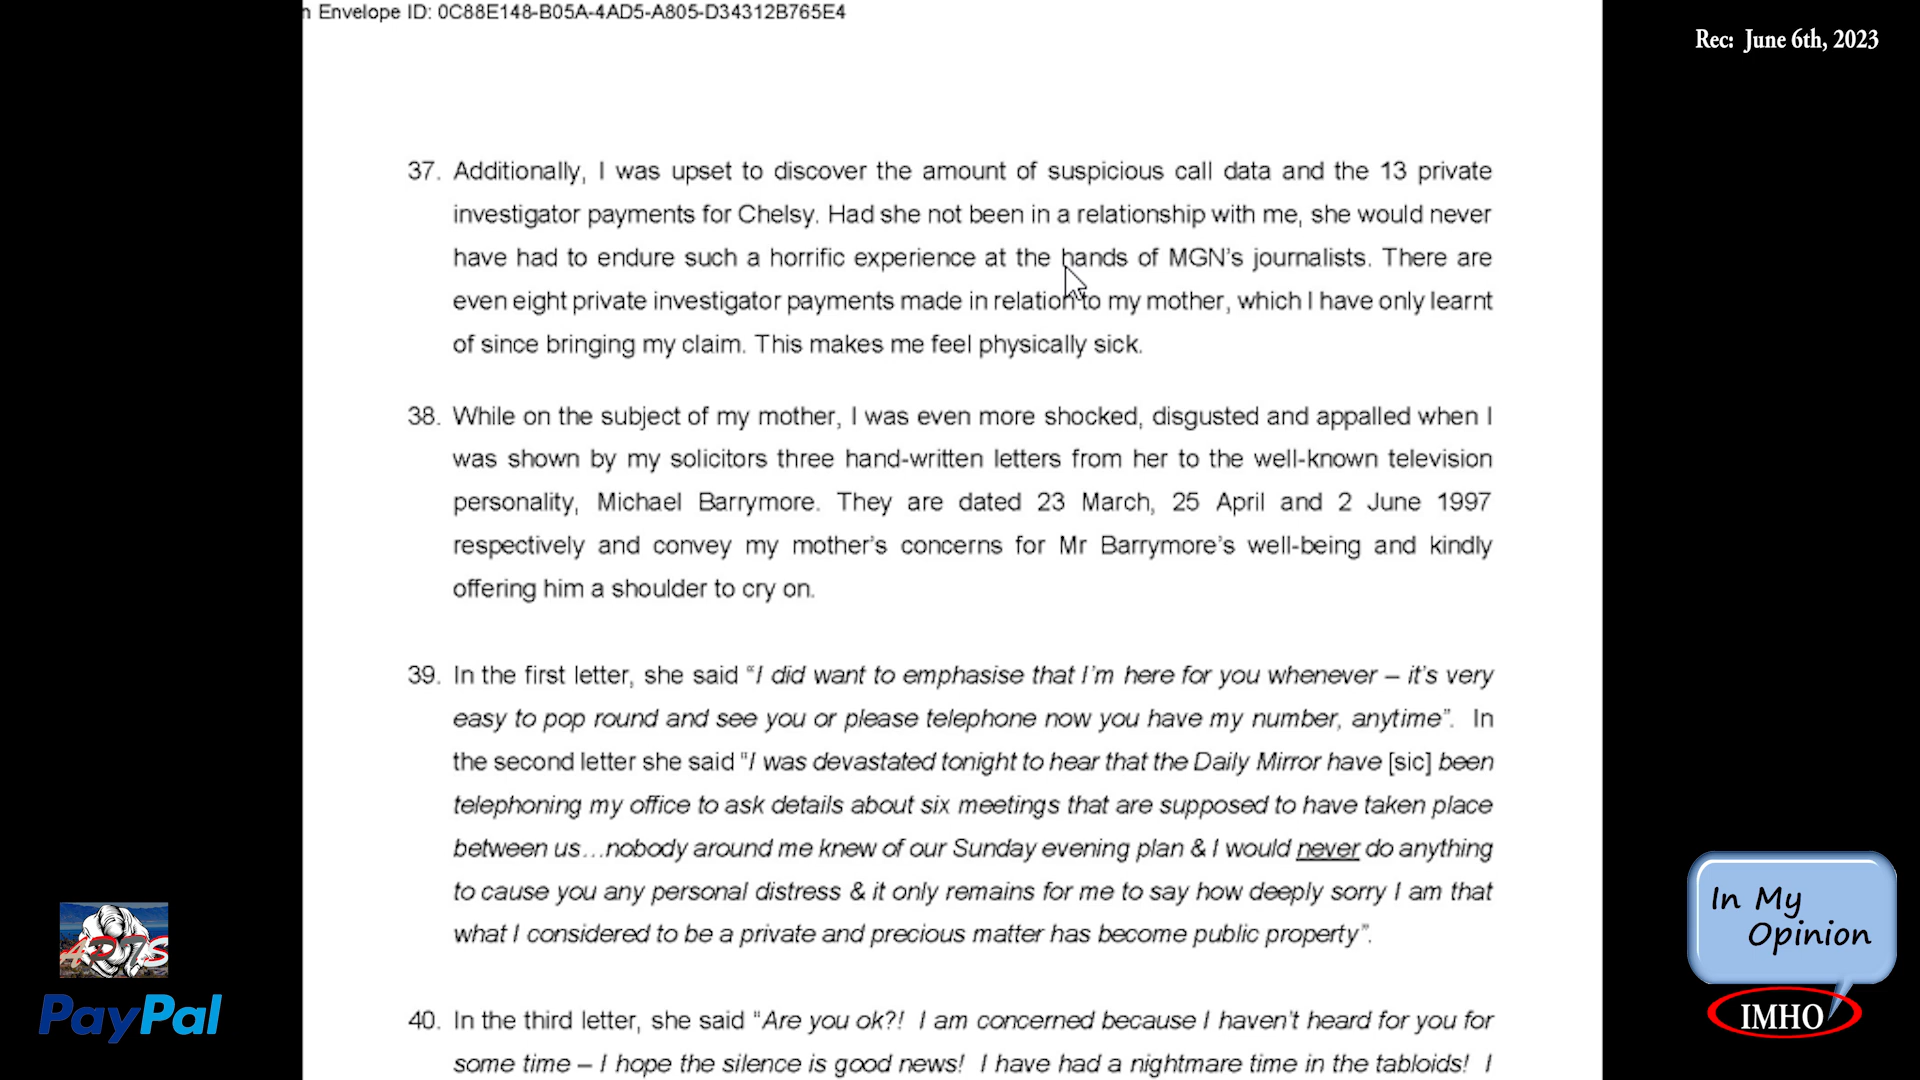 n Envelope ID: 0C88E148-B05A-4AD5-A805-D34312B765E4
Rec: June 6th, 2023
37. Additionally, I was upset to discover the amount of suspicious call data and the 13 private
investigator payments for Chelsy. Had she not been in a relationship with me, she would never
have had to endure such a horrific experience at the hands of MGN's journalists. There are
even eight private investigator payments made in relation to my mother, which I have only learnt
of since bringing my claim. This makes me feel physically sick.
38. While on the subject of my mother, I was even more shocked, disgusted and appalled when I
was shown by my solicitors three hand-written letters from her to the well-known television
personality, Michael Barrymore. They are dated 23 March, 25 April and 2 June 1997
respectively and convey my mother's concerns for Mr Barrymore's well-being and kindly
offering him a shoulder to cry on.
39. In the first letter, she said "I did want to emphasise that I'm here for you whenever – it's very
easy to pop round and see you or please telephone now you have my number, anytime". In
the second letter she said "I was devastated tonight to hear that the Daily Mirror have [sic] been
telephoning my office to ask details about six meetings that are supposed to have taken place
between us…nobody around me knew of our Sunday evening plan & I would never do anything
to cause you any personal distress & it only remains for me to say how deeply sorry I am that
what I considered to be a private and precious matter has become public property".
40. In the third letter, she said "Are you ok?! I am concerned because I haven't heard for you for
some time – I hope the silence is good news! I have had a nightmare time in the tabloids! I
PayPal
In My
Opinion
IMHO